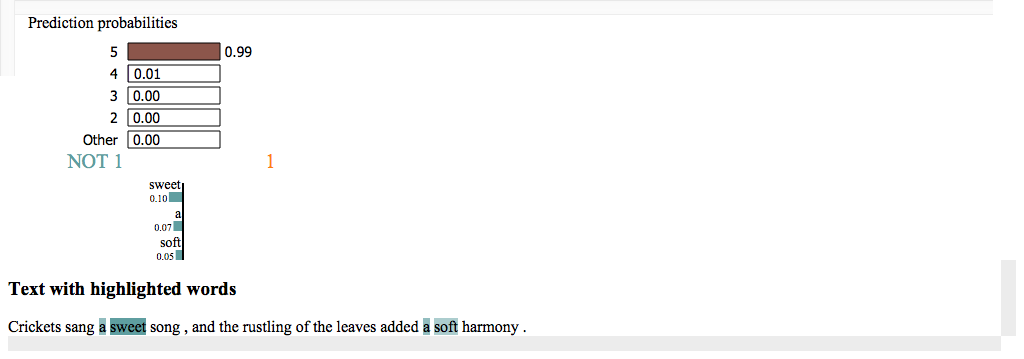 Prediction probabilities
5 0.99
4 0.01
3 0.00
2 0.00
Other 0.00
NOT 1 1
sweet
0.10
a
0.07
soft
0.05
Text with highlighted words
Crickets sang a sweet song , and the rustling of the leaves added a soft harmony .